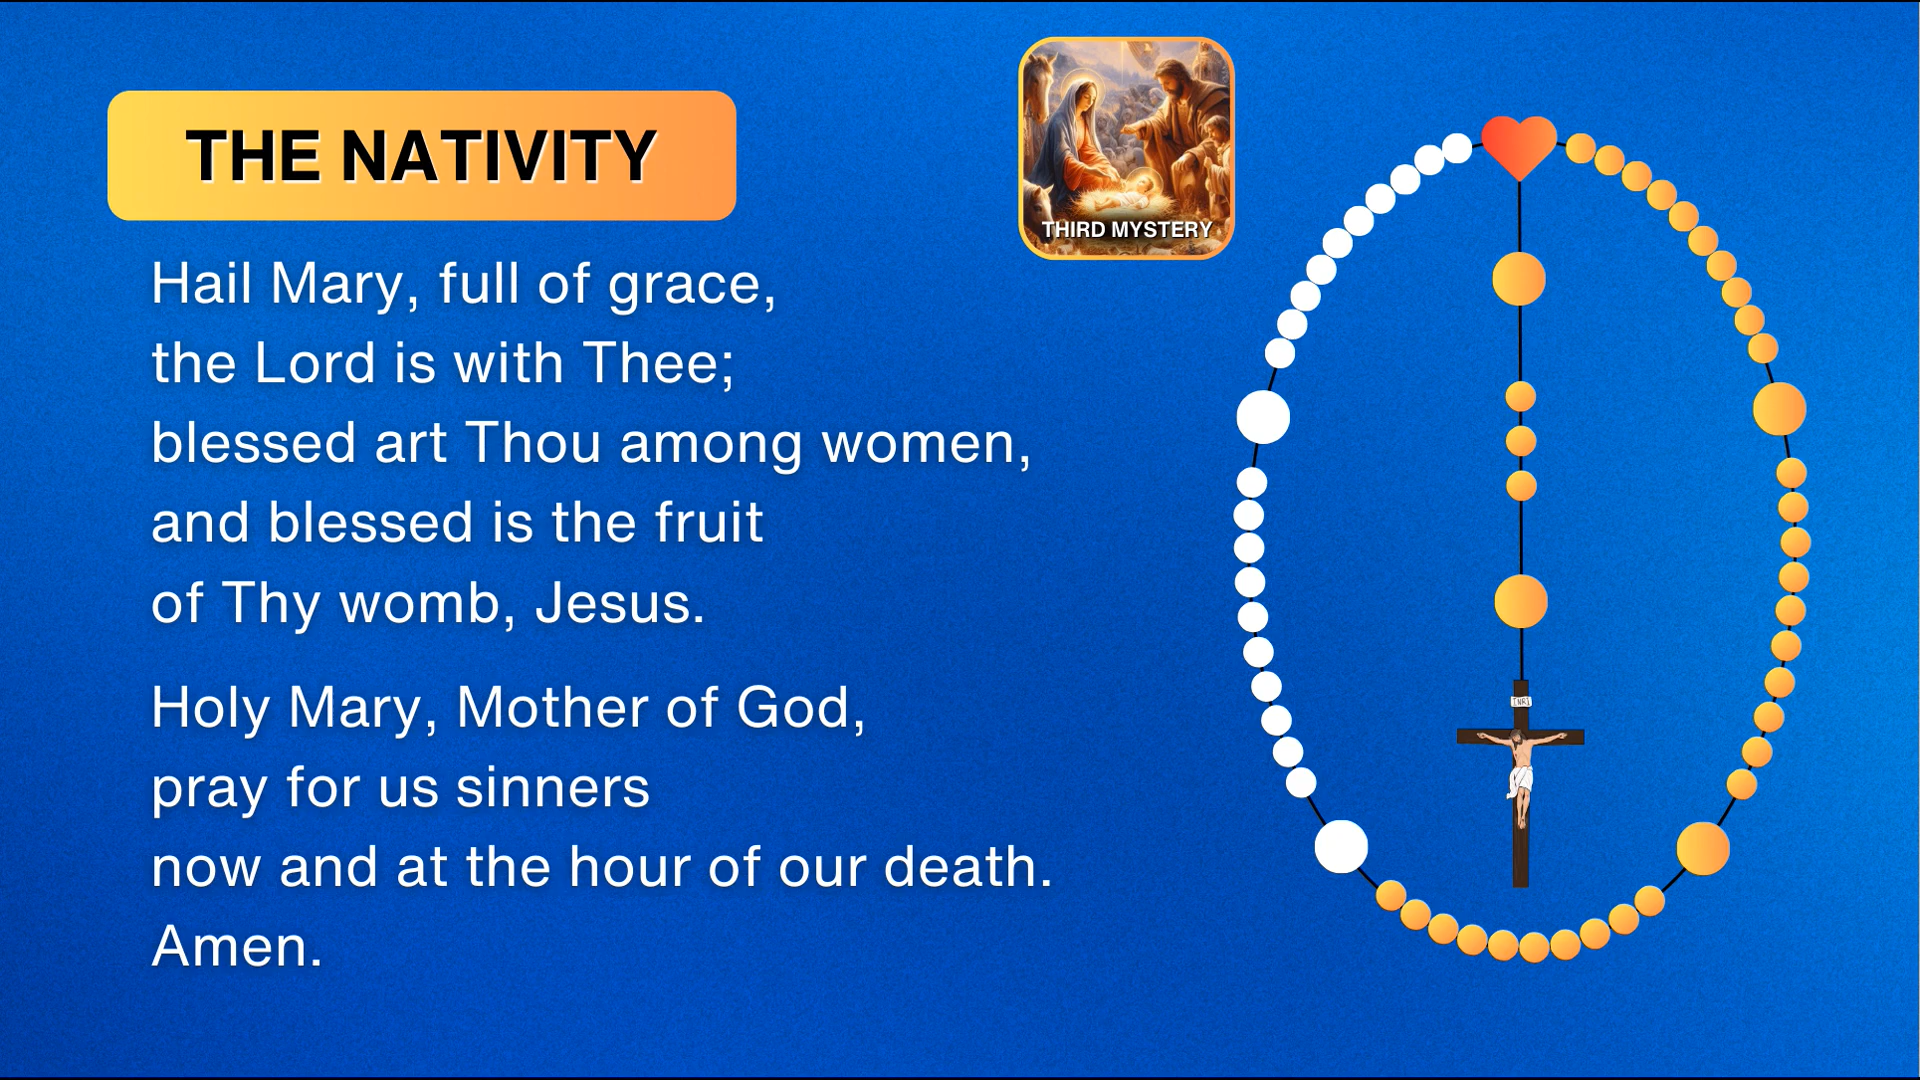 THE NATIVITY
THIRD MYSTERY
Hail Mary, full of grace,
the Lord is with Thee;
blessed art Thou among women,
and blessed is the fruit
of Thy womb, Jesus.
Holy Mary, Mother of God,
pray for us sinners
now and at the hour of our death.
Amen.
INRI